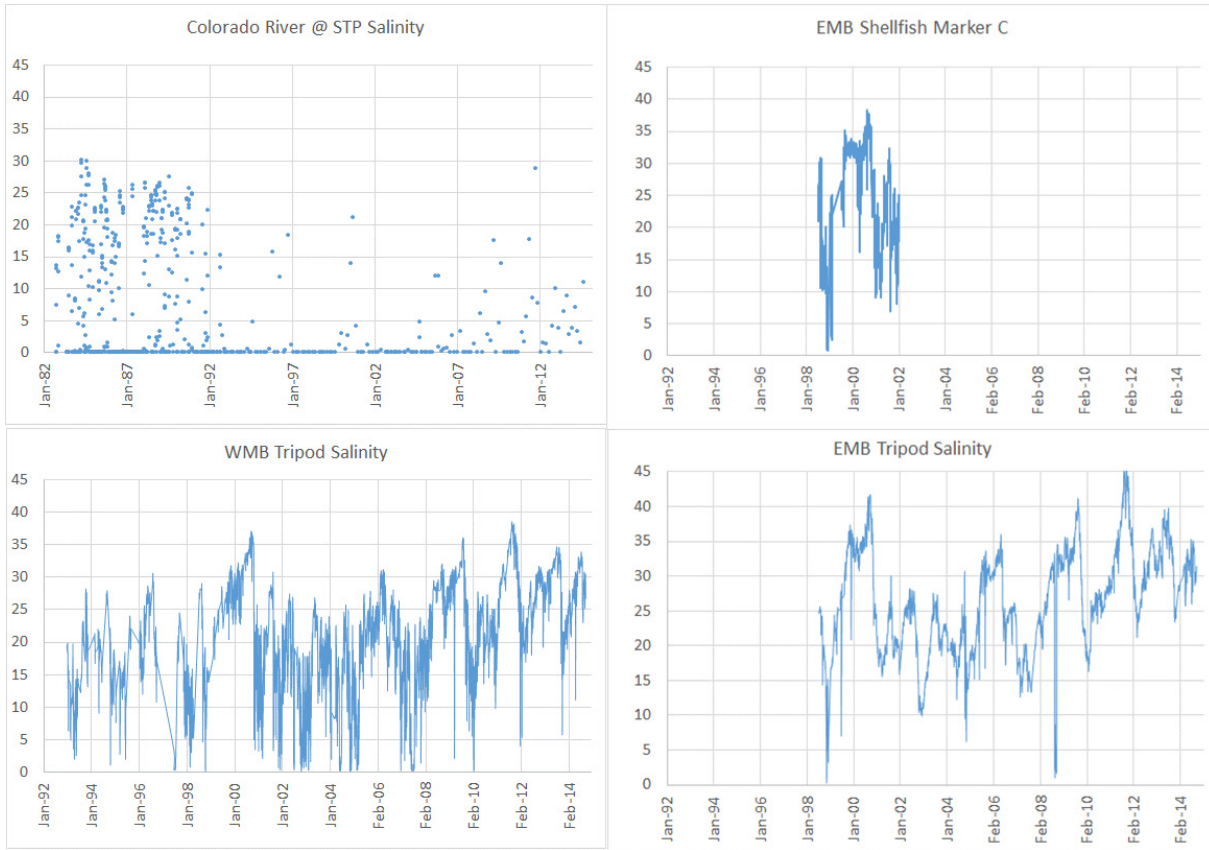 Colorado River @ STP Salinity
45
40
35
30
25
20
15
10
5
0
Jan-82
Jan-87
Jan-92
Jan-97
Jan-02
Jan-07
Jan-12
EMB Shellfish Marker C
45
40
35
30
25
20
15
10
5
0
Jan-92
Jan-94
Jan-96
Jan-98
Jan-00
Jan-02
Jan-04
Feb-06
Feb-08
Feb-10
Feb-12
Feb-14
WMB Tripod Salinity
45
40
35
30
25
20
15
10
5
0
Jan-92
Jan-94
Jan-96
Jan-98
Jan-00
Jan-02
Jan-04
Feb-06
Feb-08
Feb-10
Feb-12
Feb-14
EMB Tripod Salinity
45
40
35
30
25
20
15
10
5
0
Jan-92
Jan-94
Jan-96
Jan-98
Jan-00
Jan-02
Jan-04
Feb-06
Feb-08
Feb-10
Feb-12
Feb-14